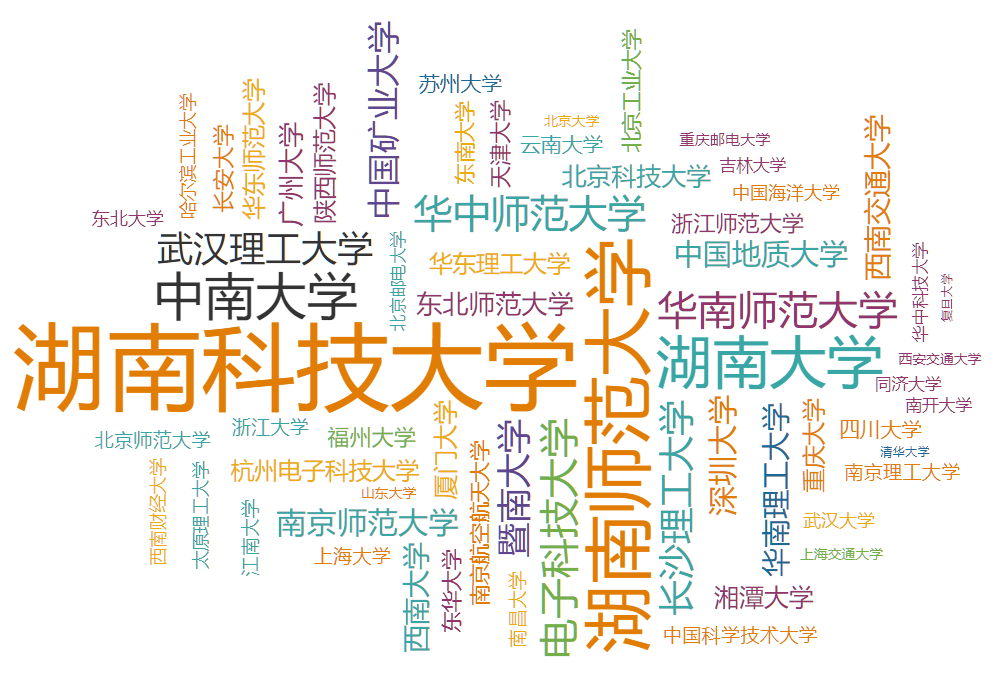 中国矿业大学
苏州大学
北京工业大学
哈尔滨工业大学
长安大学
华东师范大学
广州大学
陕西师范大学
东南大学
天津大学
北京大学
云南大学
重庆邮电大学
吉林大学
西南交通大学
北京科技大学
中国海洋大学
东北大学
华中师范大学
浙江师范大学
武汉理工大学
北京邮电大学
华东理工大学
中国地质大学
华中科技大学
复旦大学
中南大学
东北师范大学
华南师范大学
湖南科技大学
湖南师范大学
湖南大学
西安交通大学
同济大学
南开大学
北京师范大学
浙江大学
福州大学
厦门大学
暨南大学
电子科技大学
长沙理工大学
深圳大学
华南理工大学
重庆大学
四川大学
清华大学
南京理工大学
西南财经大学
太原理工大学
杭州电子科技大学
山东大学
南京航空航天大学
江南大学
南京师范大学
武汉大学
上海大学
上海交通大学
西南大学
东华大学
南昌大学
湘潭大学
中国科学技术大学